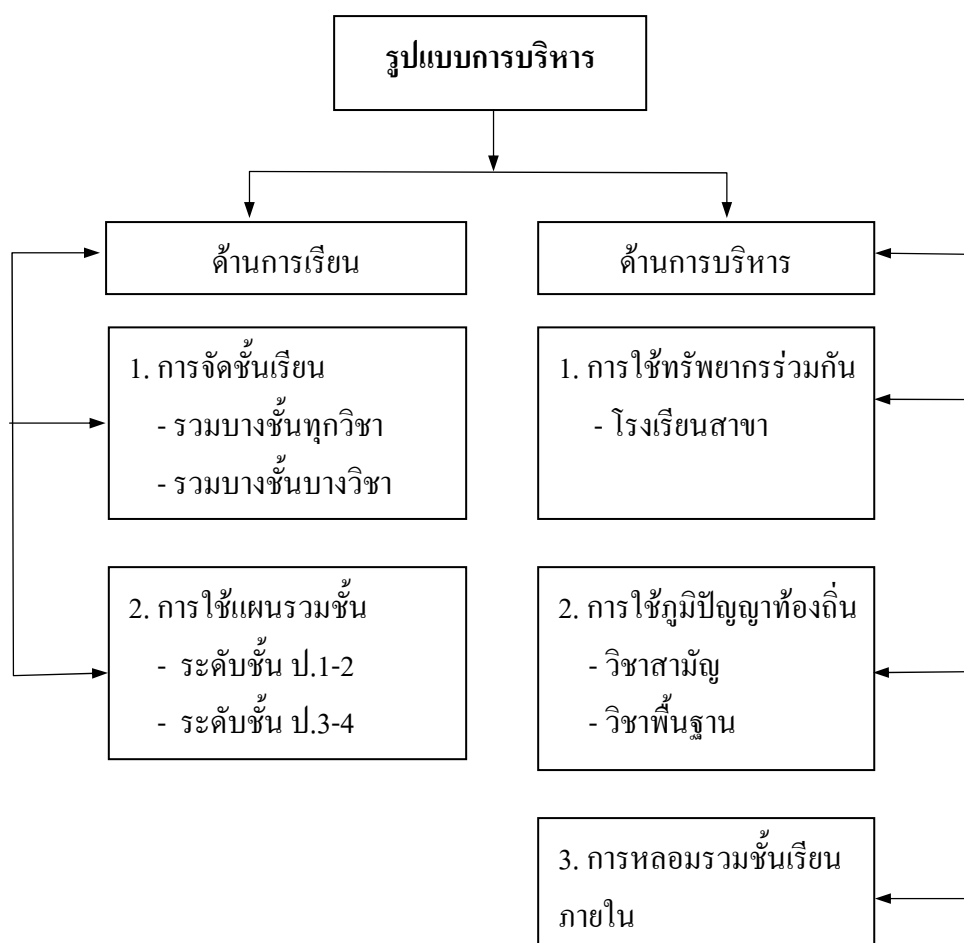 รูปแบบการบริหาร
ด้านการเรียน
1. การจัดชั้นเรียน
- รวมบางชั้นทุกวิชา
- รวมบางชั้นบางวิชา
2. การใช้แผนรวมชั้น
- ระดับชั้น ป.1-2
- ระดับชั้น ป.3-4
ด้านการบริหาร
1. การใช้ทรัพยากรร่วมกัน
- โรงเรียนสาขา
2. การใช้ภูมิปัญญาท้องถิ่น
- วิชาสามัญ
- วิชาพื้นฐาน
3. การหลอมรวมชั้นเรียน
ภายใน